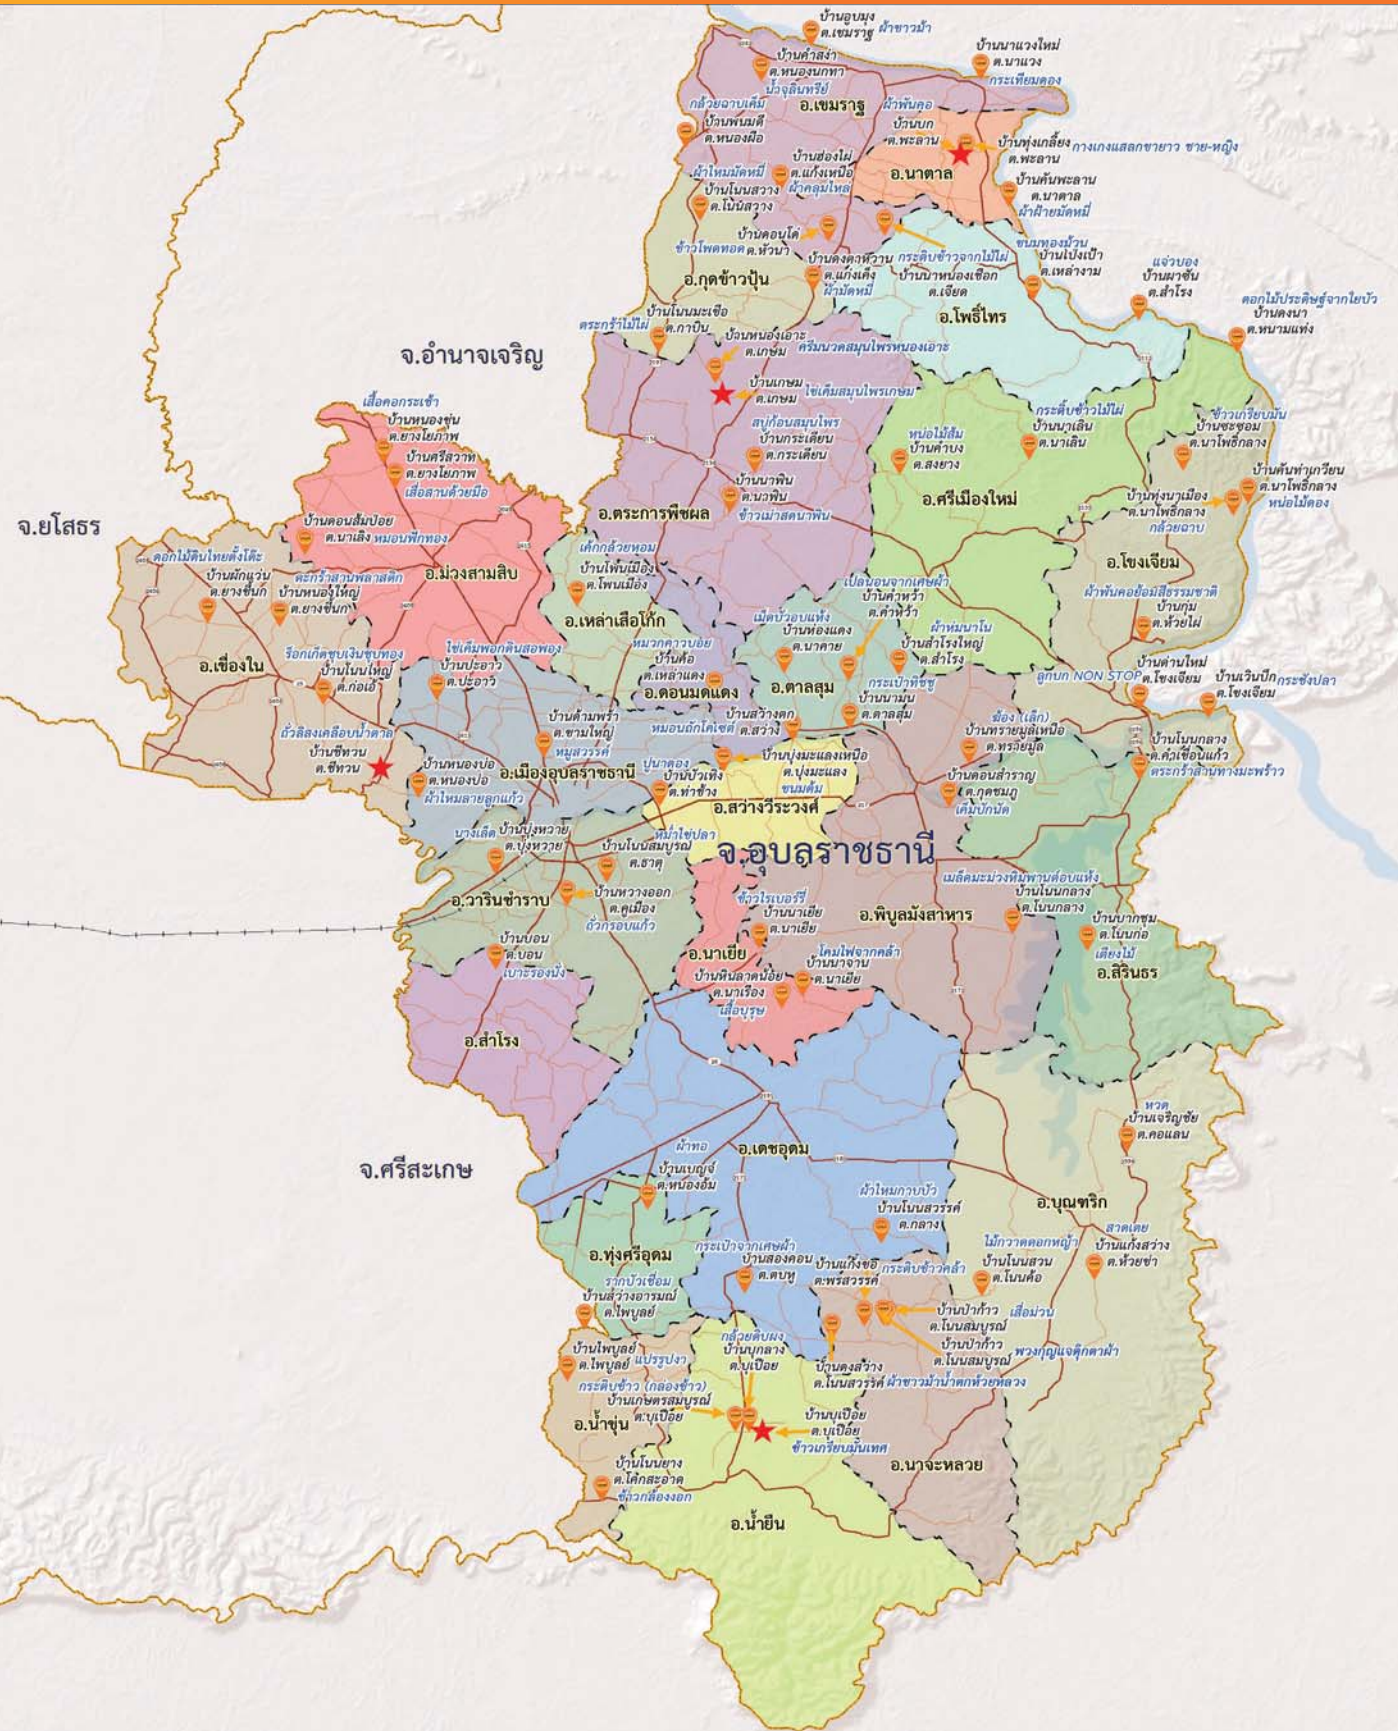 บ้านอูบมุง
ต.เขมราฐ
ผ้าขาวม้า
บ้านคำสง่า
ต.หนองนกทา
น้ำจุลินทรีย์
บ้านนาแวงใหม่
ต.นาแวง
กระเทียมดอง
กล้วยฉาบเค็ม
บ้านพนมดี
ต.หนองผือ
อ.เขมราฐ
ผ้าพันคอ
บ้านบก
ต.พะลาน
บ้านทุ่งเกลี้ยง
ต.พะลาน
กางเกงแสลกขายาว ชาย-หญิง
อ.นาตาล
บ้านคันพะลาน
ต.นาตาล
ผ้าฝ้ายมัดหมี่
บ้านฮ่องไผ่
ต.แก้งเหนือ
ผ้าคลุมไหล่
ผ้าไหมมัดหมี่
บ้านโนนสวาง
ต.โนนสวาง
บ้านดอนโด่
ต.หัวนา
ข้าวโพดทอด
บ้านดงตาหวาน
ต.แก่งเค็ง
ผ้ามัดหมี่
กระติบข้าวจากไม้ไผ่
บ้านนาหนองเชือก
ต.เจียด
ขนมทองม้วน
บ้านโป่งเป้า
ต.เหล่างาม
แจ่วบอง
บ้านผาชัน
ต.สำโรง
ดอกไม้ประดิษฐ์จากใยบัว
บ้านดงนา
ต.หนามแท่ง
อ.กุดข้าวปุ้น
อ.โพธิ์ไทร
บ้านโนนมะเขือ
ต.กาบิน
ตระกร้าไม้ไผ่
จ.อำนาจเจริญ
บ้านหนองเอาะ
ต.เกษม
ครีมนวดสมุนไพรหนองเอาะ
บ้านเกษม
ต.เกษม
ไข่เค็มสมุนไพรเกษม
เสื้อคอกระเช้า
บ้านหนองขุ่น
ต.ยางโยภาพ
บ้านศรีสวาท
ต.ยางโยภาพ
เสื่อสานด้วยมือ
สบู่ก้อนสมุนไพร
บ้านกระเดียน
ต.กระเดียน
บ้านนาพิน
ต.นาพิน
ข้าวเม่าสดนาพิน
อ.ตระการพืชผล
หน่อไม้ส้ม
บ้านคำบง
ต.สงยาง
กระติ๊บข้าวไม้ไผ่
บ้านนาเลิน
ต.นาเลิน
อ.ศรีเมืองใหม่
ข้าวเกรียบมัน
บ้านซะซอม
ต.นาโพธิ์กลาง
บ้านคันท่าเกวียน
ต.นาโพธิ์กลาง
หน่อไม้ดอง
บ้านทุ่งนาเมือง
ต.นาโพธิ์กลาง
กล้วยฉาบ
จ.ยโสธร
บ้านดอนส้มป่อย
ต.นาเลิง
หมอนฟักทอง
อ.ม่วงสามสิบ
ดอกไม้ดินไทยตั้งโต๊ะ
บ้านผักแว่น
ต.ยางขี้นก
ตะกร้าสานพลาสติก
บ้านหนองใหญ่
ต.ยางขี้นก
เค้กกล้วยหอม
บ้านโพนเมือง
ต.โพนเมือง
อ.เหล่าเสือโก้ก
อ.โขงเจียม
ผ้าพันคอย้อมสีธรรมชาติ
บ้านกุ่ม
ต.ห้วยไผ่
เปลนอนจากเศษผ้า
บ้านคำหว้า
ต.คำหว้า
เม็ดบัวอบแห้ง
บ้านห่องแดง
ต.นาคาย
ผ้าห่มนาโน
บ้านสำโรงใหญ่
ต.สำโรง
อ.เขื่องใน
ร็อกเก็ตชุบเงินชุบทอง
บ้านโนนใหญ่
ต.ก่อเอ้
ไข่เค็มพอกดินสอพอง
บ้านปะอาว
ต.ปะอาว
หมวกคาวบอย
บ้านค้อ
ต.เหล่าแดง
อ.ดอนมดแดง
อ.ตาลสุม
กระเป๋าทิชชู
บ้านนามน
ต.ตาลสุม
ลูกบก NON STOP
บ้านด่านใหม่
ต.โขงเจียม
บ้านเวินบึก
ต.โขงเจียม
กระชังปลา
ถั่วลิสงเคลือบน้ำตาล
บ้านชีทวน
ต.ชีทวน
บ้านด้ามพร้า
ต.ขามใหญ่
หมูสวรรค์
หมอนถักโคเชต์
บ้านสว่างตก
ต.สว่าง
ฆ้อง (เล็ก)
บ้านทรายมูลเหนือ
ต.ทรายมูล
บ้านโนนกลาง
ต.คำเขื่อนแก้ว
ตะกร้าสานทางมะพร้าว
บ้านหนองบ่อ
ต.หนองบ่อ
ผ้าไหมลายลูกแก้ว
อ.เมืองอุบลราชธานี
ปูนาดอง
บ้านบัวเทิง
ต.ท่าช้าง
บ้านบุ่งมะแลงเหนือ
ต.บุ่งมะแลง
ขนมต้ม
บ้านดอนสำราญ
ต.กุดชมภู
เค็มบักนัด
อ.สว่างวีระวงศ์
นางเล็ด
บ้านบุ่งหวาย
ต.บุ่งหวาย
หม่ำไข่ปลา
บ้านโนนสมบูรณ์
ต.ธาตุ
จ.อุบลราชธานี
อ.วารินชำราบ
บ้านหวางออก
ต.คูเมือง
ถั่วกรอบแก้ว
ข้าวไรเบอร์รี่
บ้านนาเยีย
ต.นาเยีย
อ.พิบูลมังสาหาร
เมล็ดมะม่วงหิมพานต์อบแห้ง
บ้านโนนกลาง
ต.โนนกลาง
บ้านบากชุม
ต.โนนก่อ
เตียงไม้
อ.สิรินธร
บ้านบอน
ต.บอน
เบาะรองนั่ง
อ.นาเยีย
โคมไฟจากคล้า
บ้านนาจาน
ต.นาเยีย
บ้านหินลาดน้อย
ต.นาเรือง
เสื้อบุรุษ
อ.สำโรง
จ.ศรีสะเกษ
ผ้าทอ
บ้านเบญจ์
ต.หนองอ้ม
อ.เดชอุดม
หวด
บ้านเจริญชัย
ต.คอแลน
ผ้าไหมกาบบัว
บ้านโนนสวรรค์
ต.กลาง
อ.บุณฑริก
อ.ทุ่งศรีอุดม
กระเป๋าจากเศษผ้า
บ้านสองคอน
ต.ตบหู
บ้านแก้งขอ
ต.พรสวรรค์
กระติบข้าวคล้า
ไม้กวาดดอกหญ้า
บ้านโนนสวน
ต.โนนค้อ
สาดเตย
บ้านแก้งสว่าง
ต.ห้วยข่า
รากบัวเชื่อม
บ้านสว่างอารมณ์
ต.ไพบูลย์
บ้านป่าก้าว
ต.โนนสมบูรณ์
เสื่อม้วน
บ้านป่าก้าว
ต.โนนสมบูรณ์
พวงกุญแจตุ๊กตาผ้า
บ้านไพบูลย์
ต.ไพบูลย์
แปรรูปงา
กล้วยดิบผง
บ้านบุกลาง
ต.บุเปือย
บ้านดงสว่าง
ต.โนนสวรรค์
ผ้าขาวม้าน้ำตกห้วยหลวง
กระติบข้าว (กล่องข้าว)
บ้านเกษตรสมบูรณ์
ต.บุเปือย
บ้านบุเปือย
ต.บุเปือย
ข้าวเกรียบมันเทศ
อ.น้ำขุ่น
บ้านโนนยาง
ต.โคกสะอาด
ข้าวกล้องงอก
อ.นาจะหลวย
อ.น้ำยืน